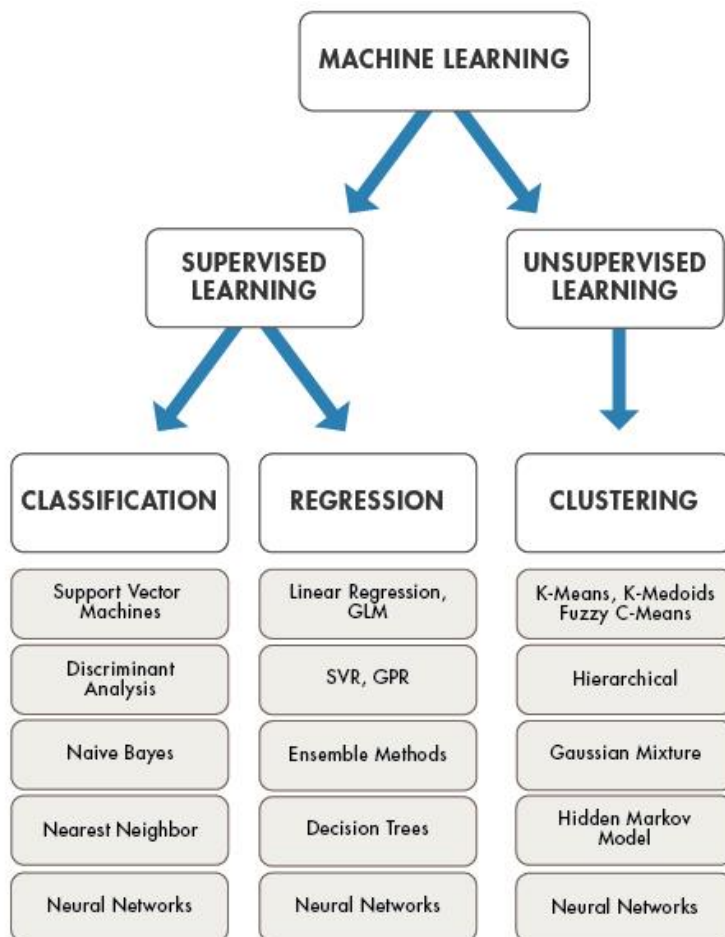 MACHINE LEARNING
SUPERVISED
LEARNING
UNSUPERVISED
LEARNING
CLASSIFICATION
Support Vector
Machines
Discriminant
Analysis
Naive Bayes
Nearest Neighbor
Neural Networks
REGRESSION
Linear Regression,
GLM
SVR, GPR
Ensemble Methods
Decision Trees
Neural Networks
CLUSTERING
K-Means, K-Medoids
Fuzzy C-Means
Hierarchical
Gaussian Mixture
Hidden Markov
Model
Neural Networks